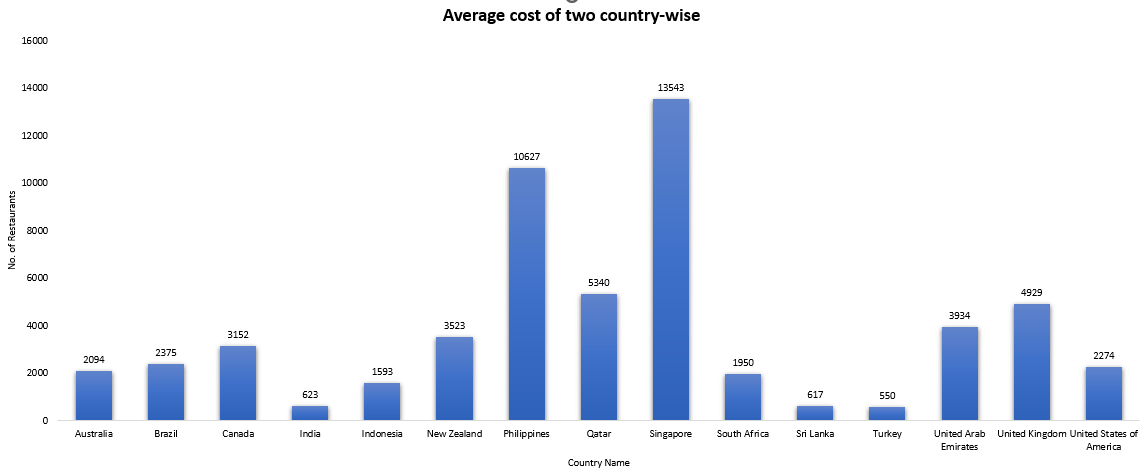 Average cost of two country-wise
16000
14000
12000
10000
8000
6000
4000
2000
0
No. of Restaurants
2094
2375
3152
623
1593
3523
10627
5340
13543
1950
617
550
3934
4929
2274
Australia
Brazil
Canada
India
Indonesia
New Zealand
Philippines
Qatar
Singapore
South Africa
Sri Lanka
Turkey
United Arab
Emirates
United Kingdom
United States of
America
Country Name